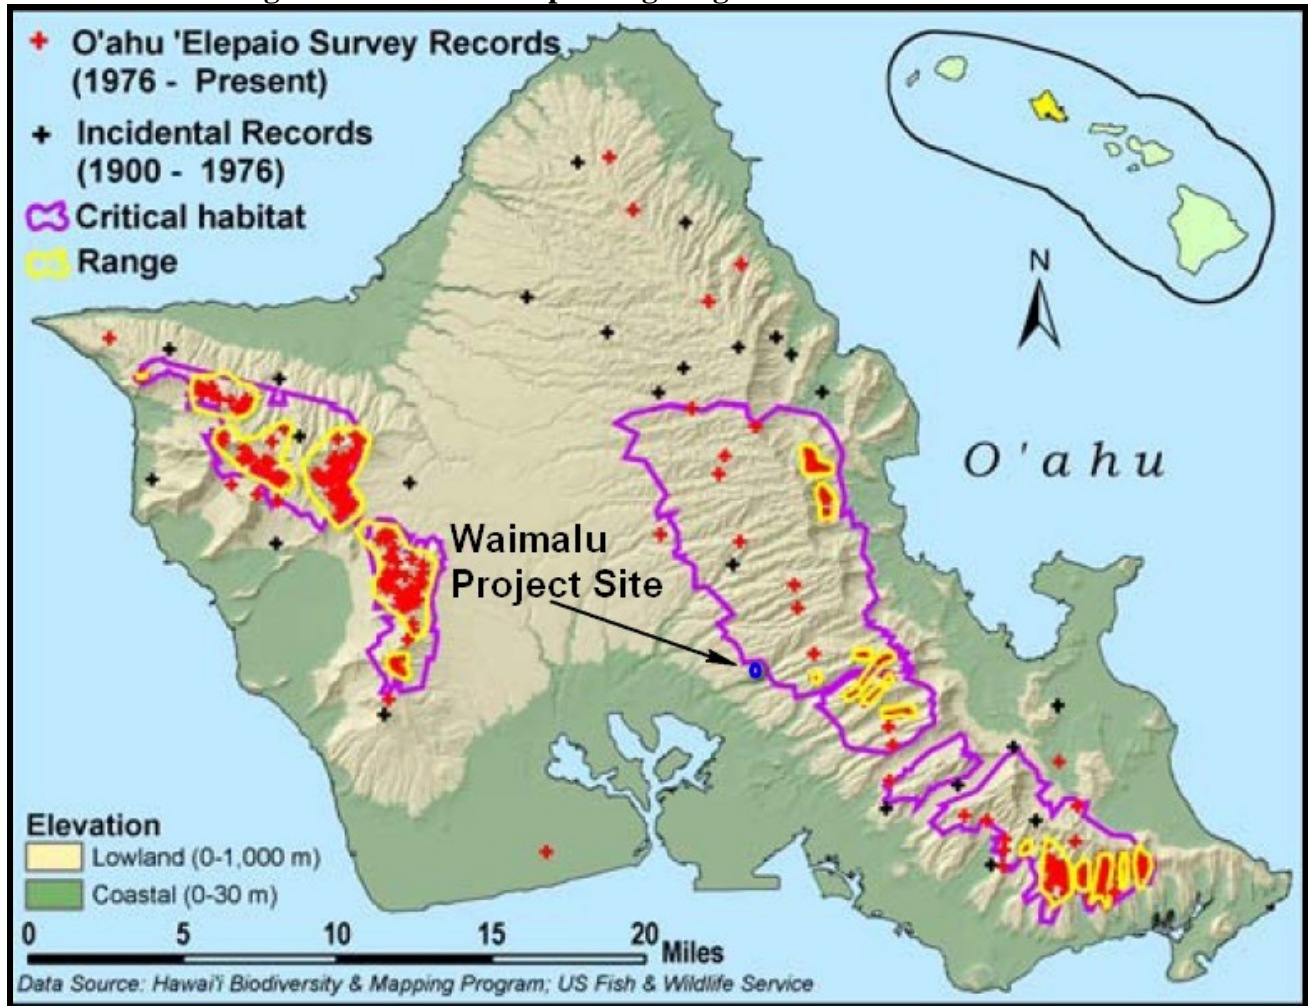 O'ahu 'Elepaio Survey Records
(1976 - Present)
Incidental Records
(1900 - 1976)
Critical habitat
Range
N
O'ahu
Waimalu
Project Site
Elevation
Lowland (0-1,000 m)
Coastal (0-30 m)
0 5 10 15 20 Miles
Data Source: Hawai'i Biodiversity & Mapping Program; US Fish & Wildlife Service